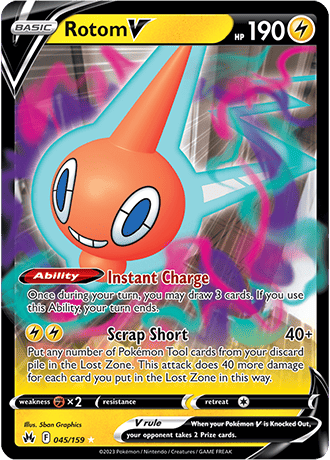 BASIC Rotom V HP 190
Ability Instant Charge
Once during your turn, you may draw 3 cards. If you use
this Ability, your turn ends.
Scrap Short 40+
Put any number of Pokémon Tool cards from your discard
pile in the Lost Zone. This attack does 40 more damage
for each card you put in the Lost Zone in this way.
weakness ×2 resistance retreat
Illus. 5ban Graphics
F 045/159
V rule When your Pokémon V is Knocked Out,
your opponent takes 2 Prize cards.
©2023 Pokémon / Nintendo / Creatures / GAME FREAK